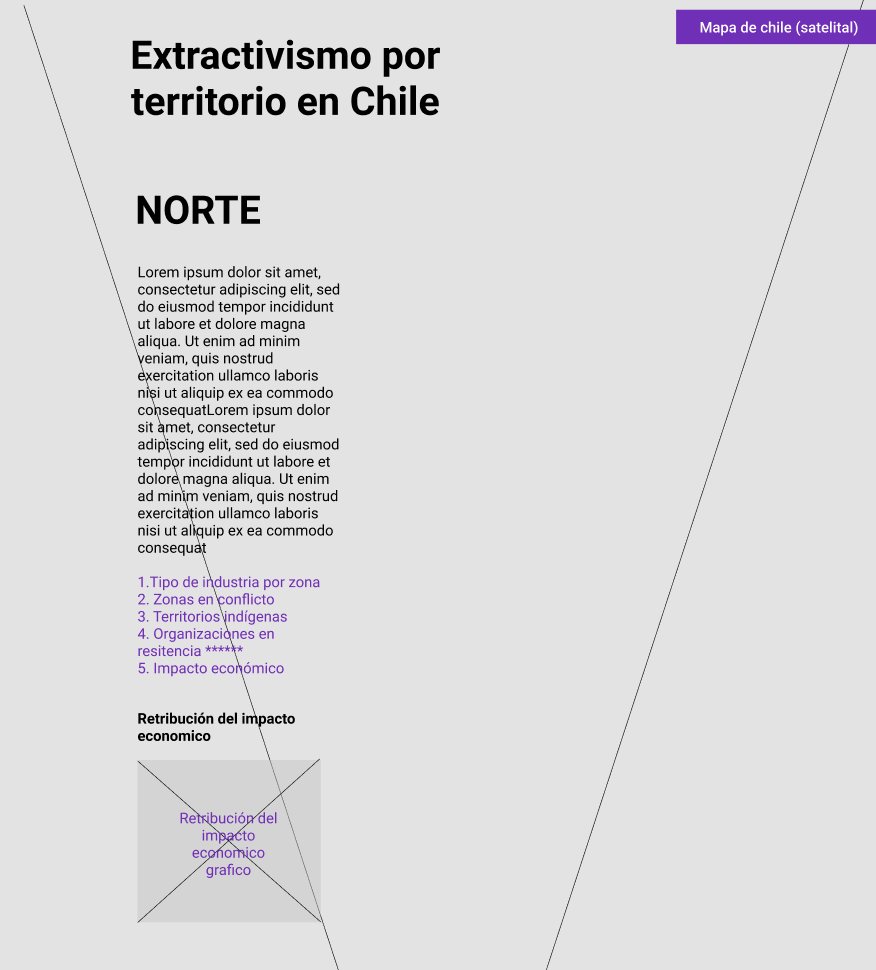 Mapa de chile (satelital)
Extractivismo por
territorio en Chile
NORTE
Lorem ipsum dolor sit amet,
consectetur adipiscing elit, sed
do eiusmod tempor incididunt
ut labore et dolore magna
aliqua. Ut enim ad minim
veniam, quis nostrud
exercitation ullamco laboris
nisi ut aliquip ex ea commodo
consequatLorem ipsum dolor
sit amet, consectetur
adipiscing elit, sed do eiusmod
tempor incididunt ut labore et
dolore magna aliqua. Ut enim
ad minim veniam, quis nostrud
exercitation ullamco laboris
nisi ut aliquip ex ea commodo
consequat
1.Tipo de industria por zona
2. Zonas en conflicto
3. Territorios indígenas
4. Organizaciones en
resitencia ******
5. Impacto económico
Retribución del impacto
economico
Retribución del
impacto
economico
grafico